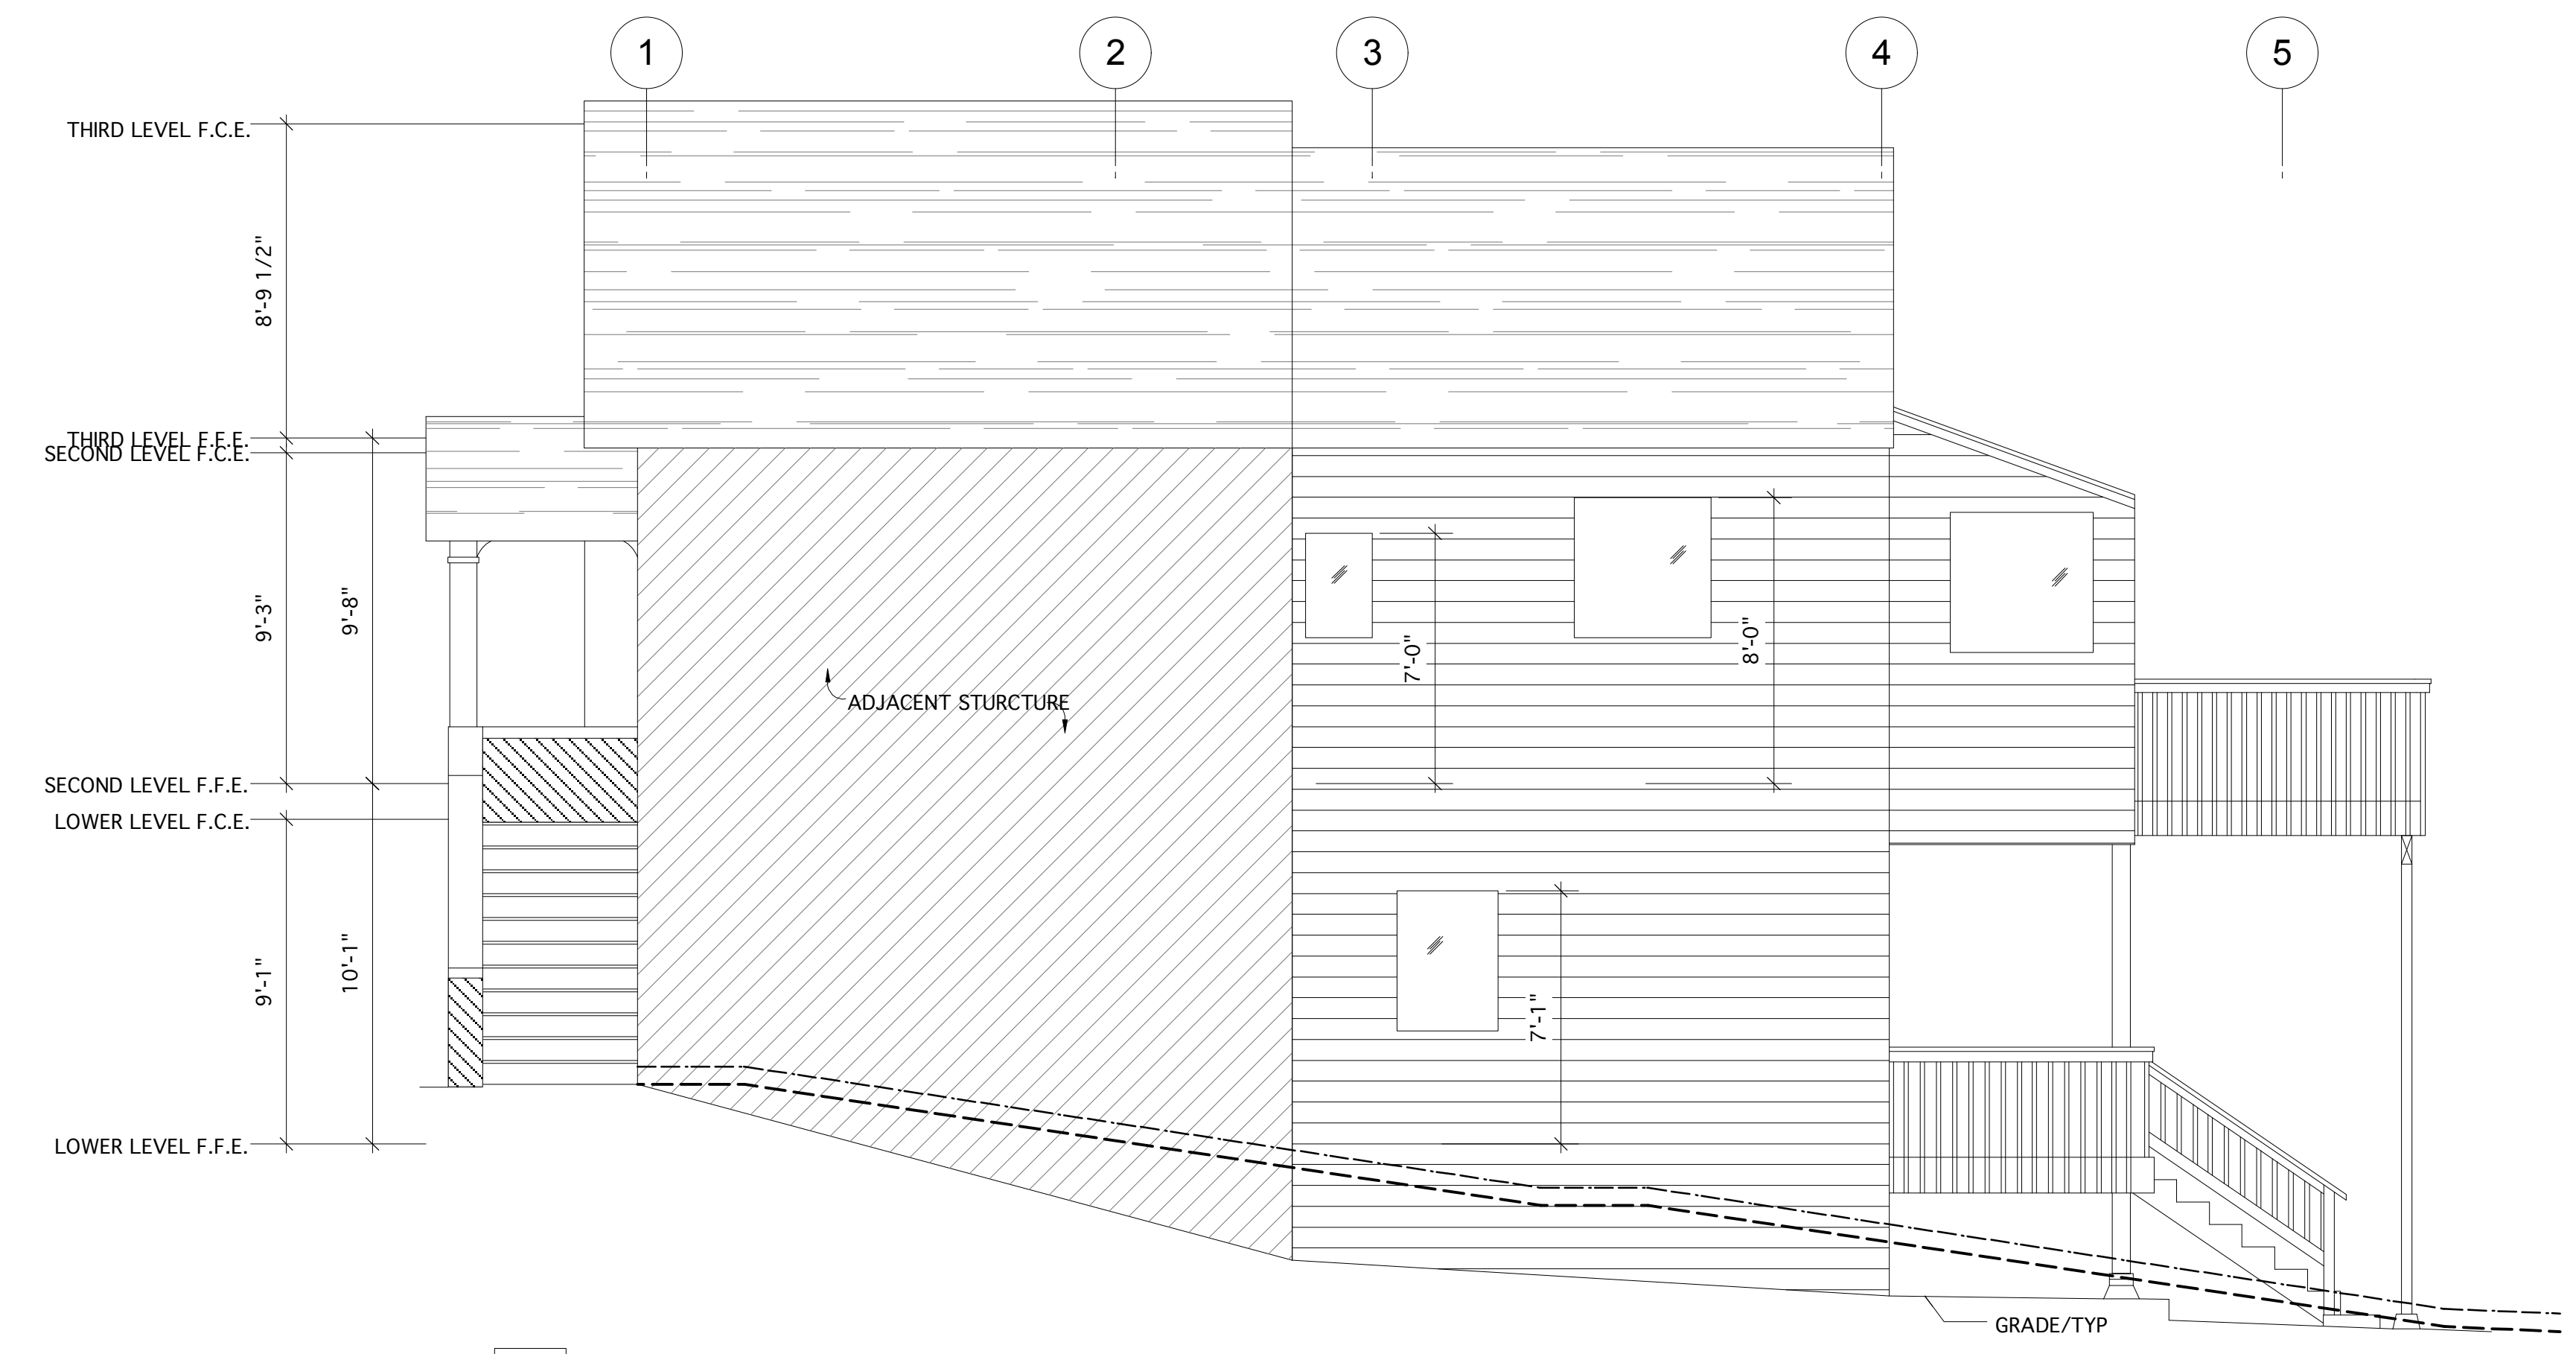 1
2
3
4
5
THIRD LEVEL F.C.E.
8'-9 1/2"
THIRD LEVEL F.F.E.
SECOND LEVEL F.C.E.
9'-3"
9'-8"
7'-0"
8'-0"
ADJACENT STURCTURE
SECOND LEVEL F.F.E.
LOWER LEVEL F.C.E.
9'-1"
10'-1"
7'-1"
LOWER LEVEL F.F.E.
GRADE/TYP